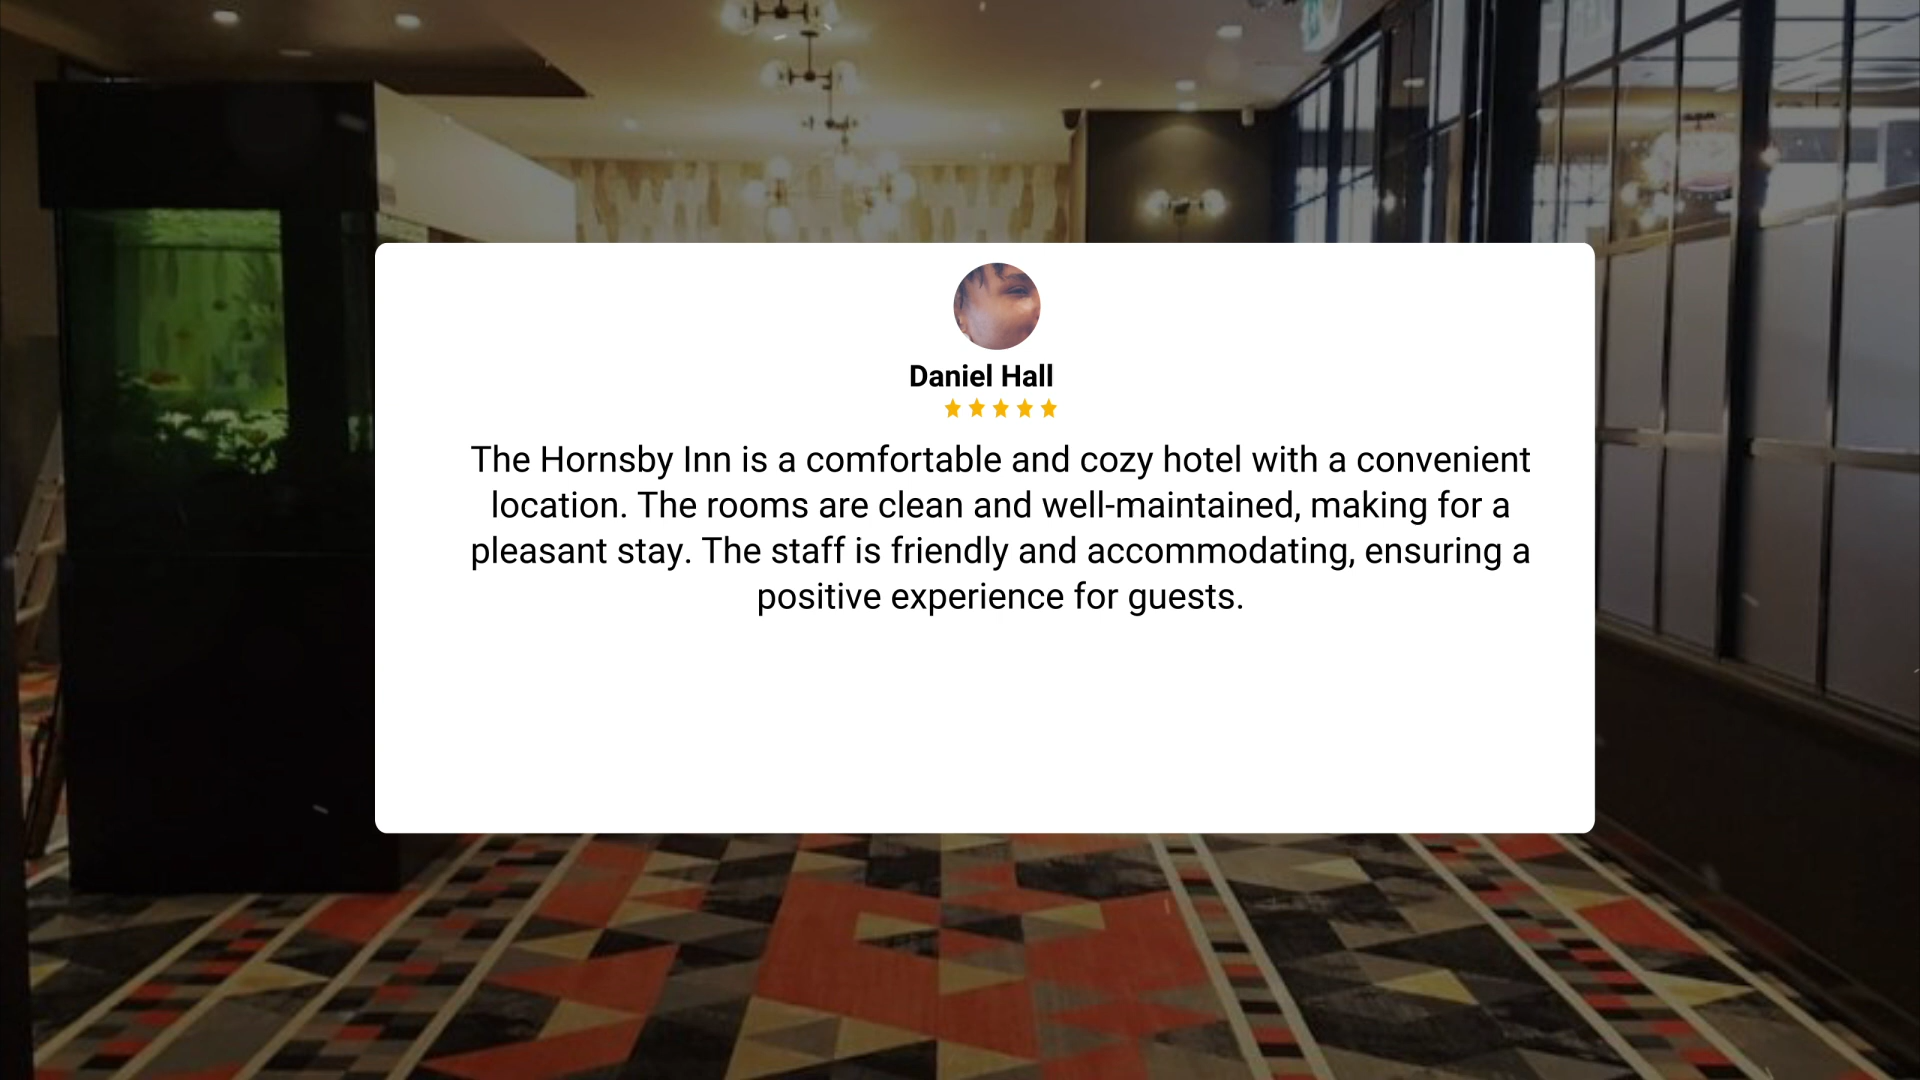 Daniel Hall
The Hornsby Inn is a comfortable and cozy hotel with a convenient
location. The rooms are clean and well-maintained, making for a
pleasant stay. The staff is friendly and accommodating, ensuring a
positive experience for guests.